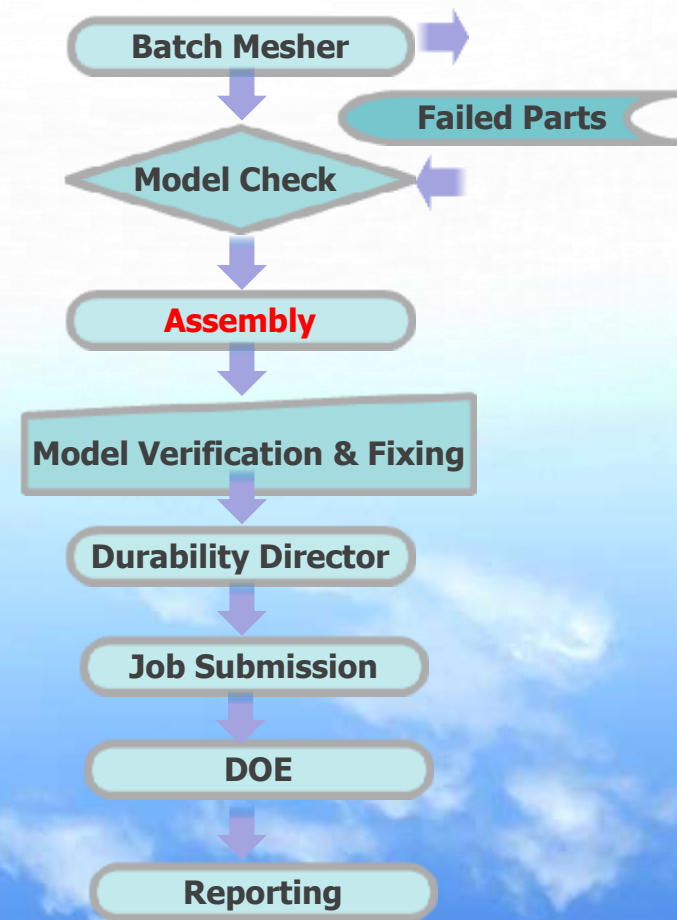 Batch Mesher
Failed Parts
Model Check
Assembly
Model Verification & Fixing
Durability Director
Job Submission
DOE
Reporting